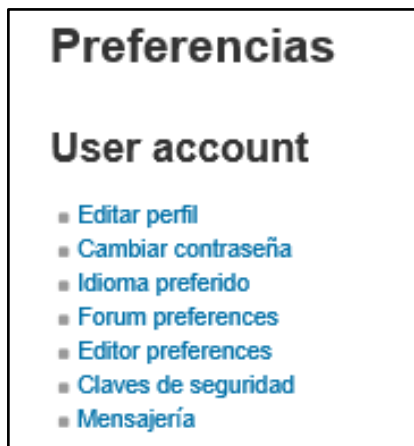 Preferencias
User account
Editar perfil
Cambiar contraseña
Idioma preferido
Forum preferences
Editor preferences
Claves de seguridad
Mensajería